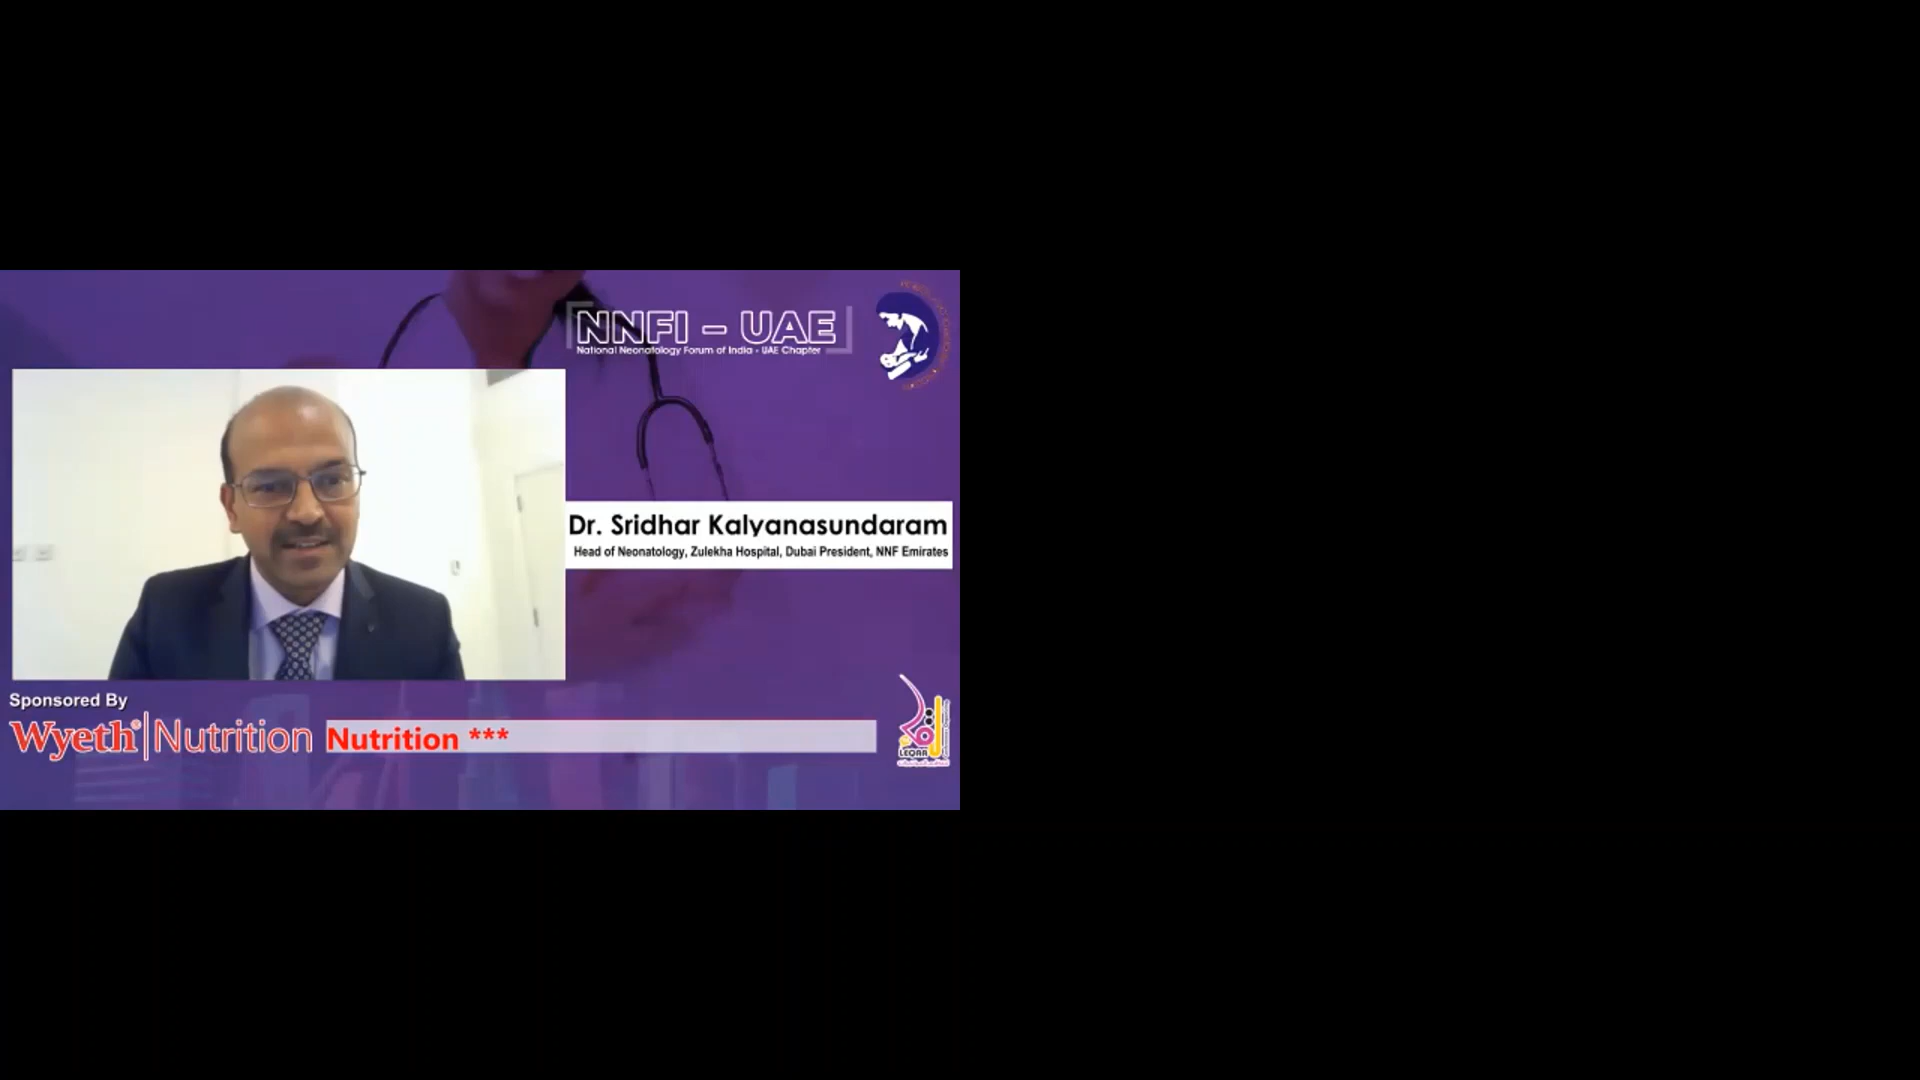 NNFI – UAE
National Neonatology Forum of India - UAE Chapter
Dr. Sridhar Kalyanasundaram
Head of Neonatology, Zulekha Hospital, Dubai President, NNF Emirates
Sponsored By
Wyeth® Nutrition
Nutrition ***
LEQAA